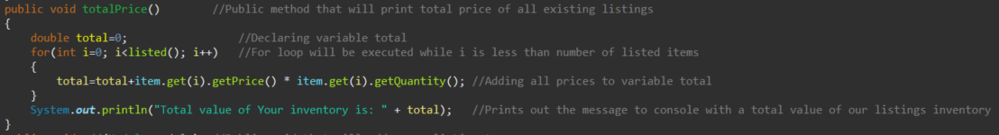 public void totalPrice()        //Public method that will print total price of all existing listings
{
    double total=0;                 //Declaring variable total
    for(int i=0; i<listed(); i++)   //For loop will be executed while i is less than number of listed items
    {
        total=total+item.get(i).getPrice() * item.get(i).getQuantity(); //Adding all prices to variable total
    }
    System.out.println("Total value of Your inventory is: " + total);   //Prints out the message to console with a total value of our listings inventory
}